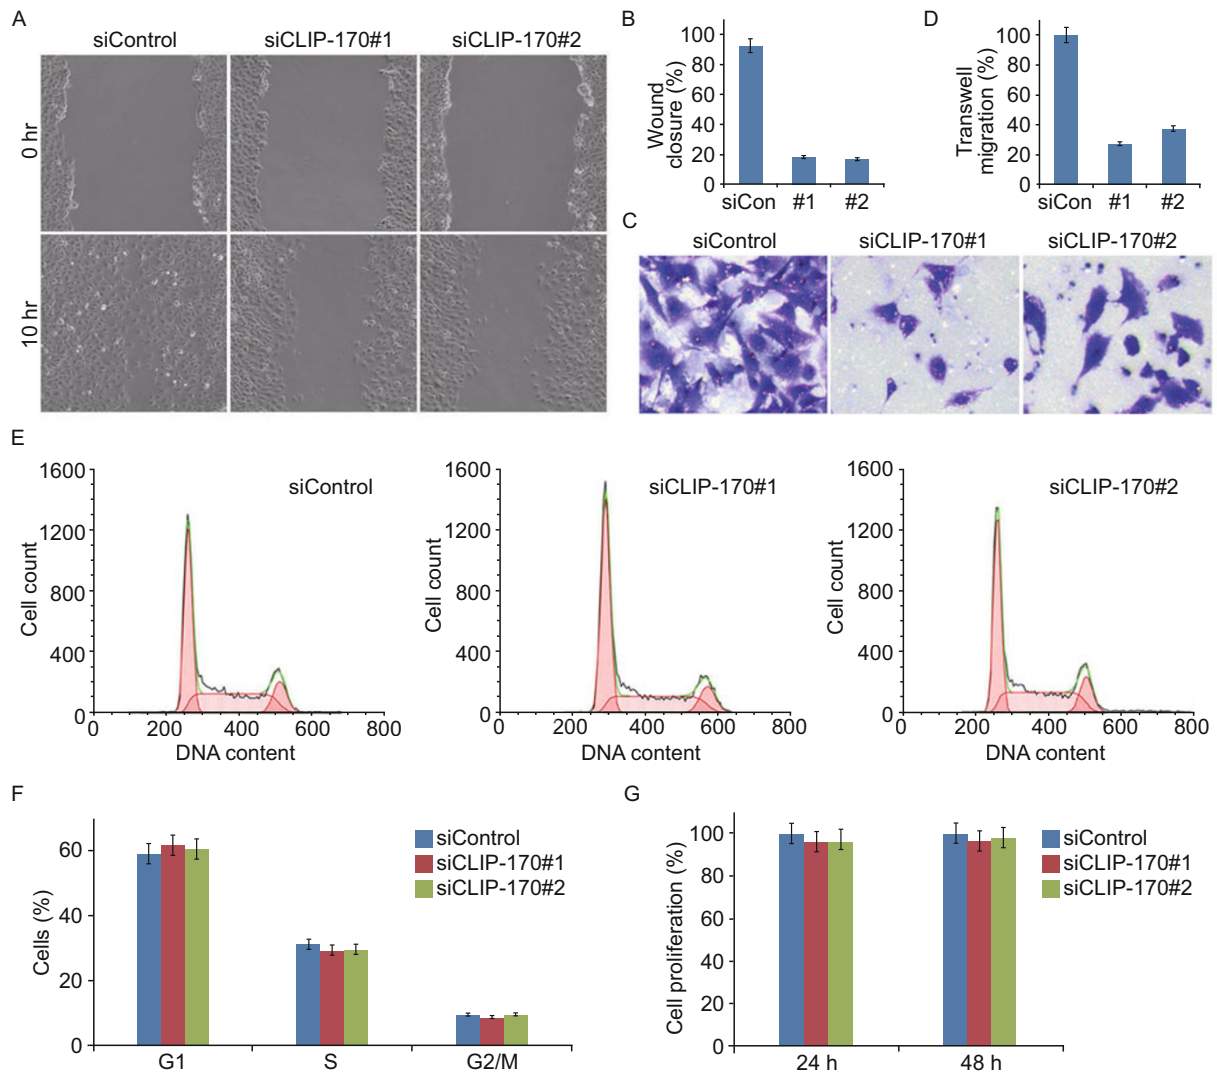 A
siControl
siCLIP-170#1
siCLIP-170#2
0 hr
10 hr
B
Wound
closure (%)
100
80
60
40
20
0
siCon
#1
#2
D
Transwell
migration (%)
100
80
60
40
20
0
siCon
#1
#2
C
siControl
siCLIP-170#1
siCLIP-170#2
E
Cell count
1600
1200
800
400
0
siControl
0 200 400 600 800
DNA content
Cell count
1600
1200
800
400
0
siCLIP-170#1
0 200 400 600 800
DNA content
Cell count
1600
1200
800
400
0
siCLIP-170#2
0 200 400 600 800
DNA content
F
Cells (%)
60
40
20
0
G1
S
G2/M
siControl
siCLIP-170#1
siCLIP-170#2
G
Cell proliferation (%)
100
80
60
40
20
0
24 h
48 h
siControl
siCLIP-170#1
siCLIP-170#2